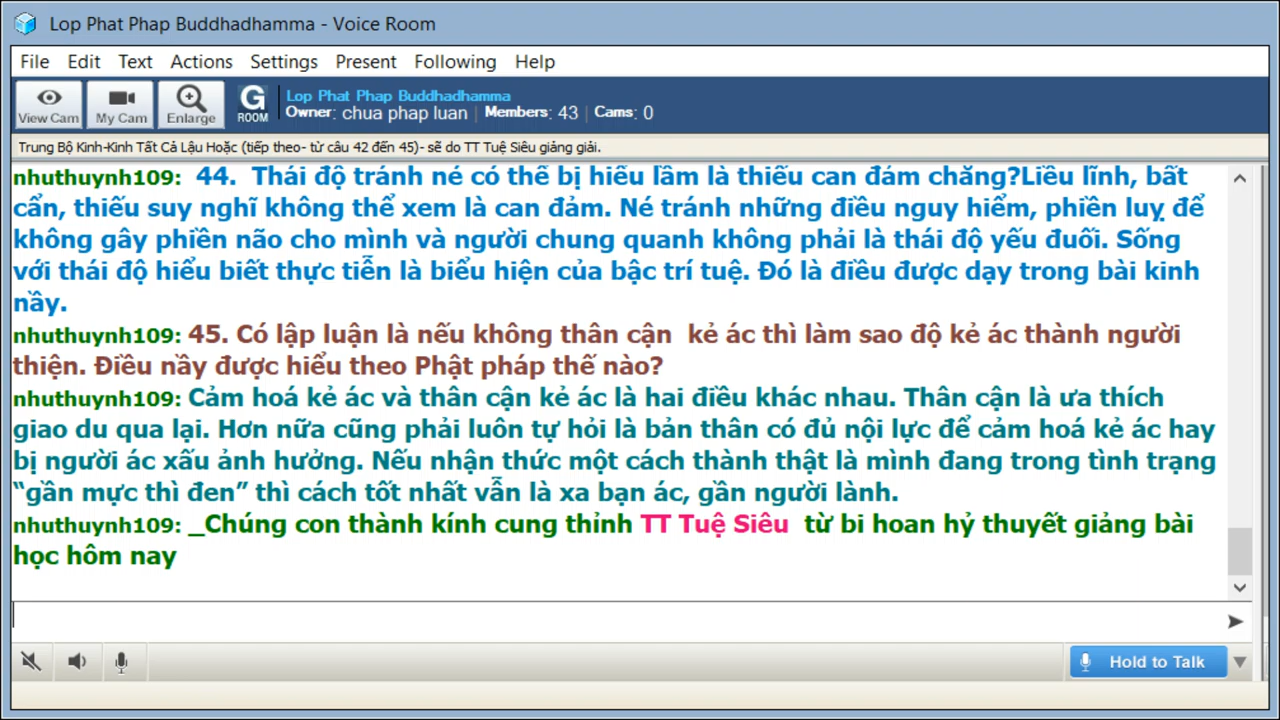 Lop Phat Phap Buddhadhamma - Voice Room
File Edit Text Actions Settings Present Following Help
View Cam My Cam Enlarge G ROOM Lop Phat Phap Buddhadhamma
Owner: chua phap luan | Members: 43 | Cams: 0
Trung Bộ Kinh-Kinh Tất Cả Lậu Hoặc (tiếp theo- từ câu 42 đến 45)- sẽ do TT Tuệ Siêu giảng giải.
nhuthuynh109: 44. Thái độ tránh né có thể bị hiểu lầm là thiếu can đảm chăng?Liều lĩnh, bất
cẩn, thiếu suy nghĩ không thể xem là can đảm. Né tránh những điều nguy hiểm, phiền luỵ để
không gây phiền não cho mình và người chung quanh không phải là thái độ yếu đuối. Sống
với thái độ hiểu biết thực tiễn là biểu hiện của bậc trí tuệ. Đó là điều được dạy trong bài kinh
nầy.
nhuthuynh109: 45. Có lập luận là nếu không thân cận kẻ ác thì làm sao độ kẻ ác thành người
thiện. Điều nầy được hiểu theo Phật pháp thế nào?
nhuthuynh109: Cảm hoá kẻ ác và thân cận kẻ ác là hai điều khác nhau. Thân cận là ưa thích
giao du qua lại. Hơn nữa cũng phải luôn tự hỏi là bản thân có đủ nội lực để cảm hoá kẻ ác hay
bị người ác xấu ảnh hưởng. Nếu nhận thức một cách thành thật là mình đang trong tình trạng
“gần mực thì đen” thì cách tốt nhất vẫn là xa bạn ác, gần người lành.
nhuthuynh109: _Chúng con thành kính cung thỉnh TT Tuệ Siêu từ bi hoan hỷ thuyết giảng bài
học hôm nay
Hold to Talk